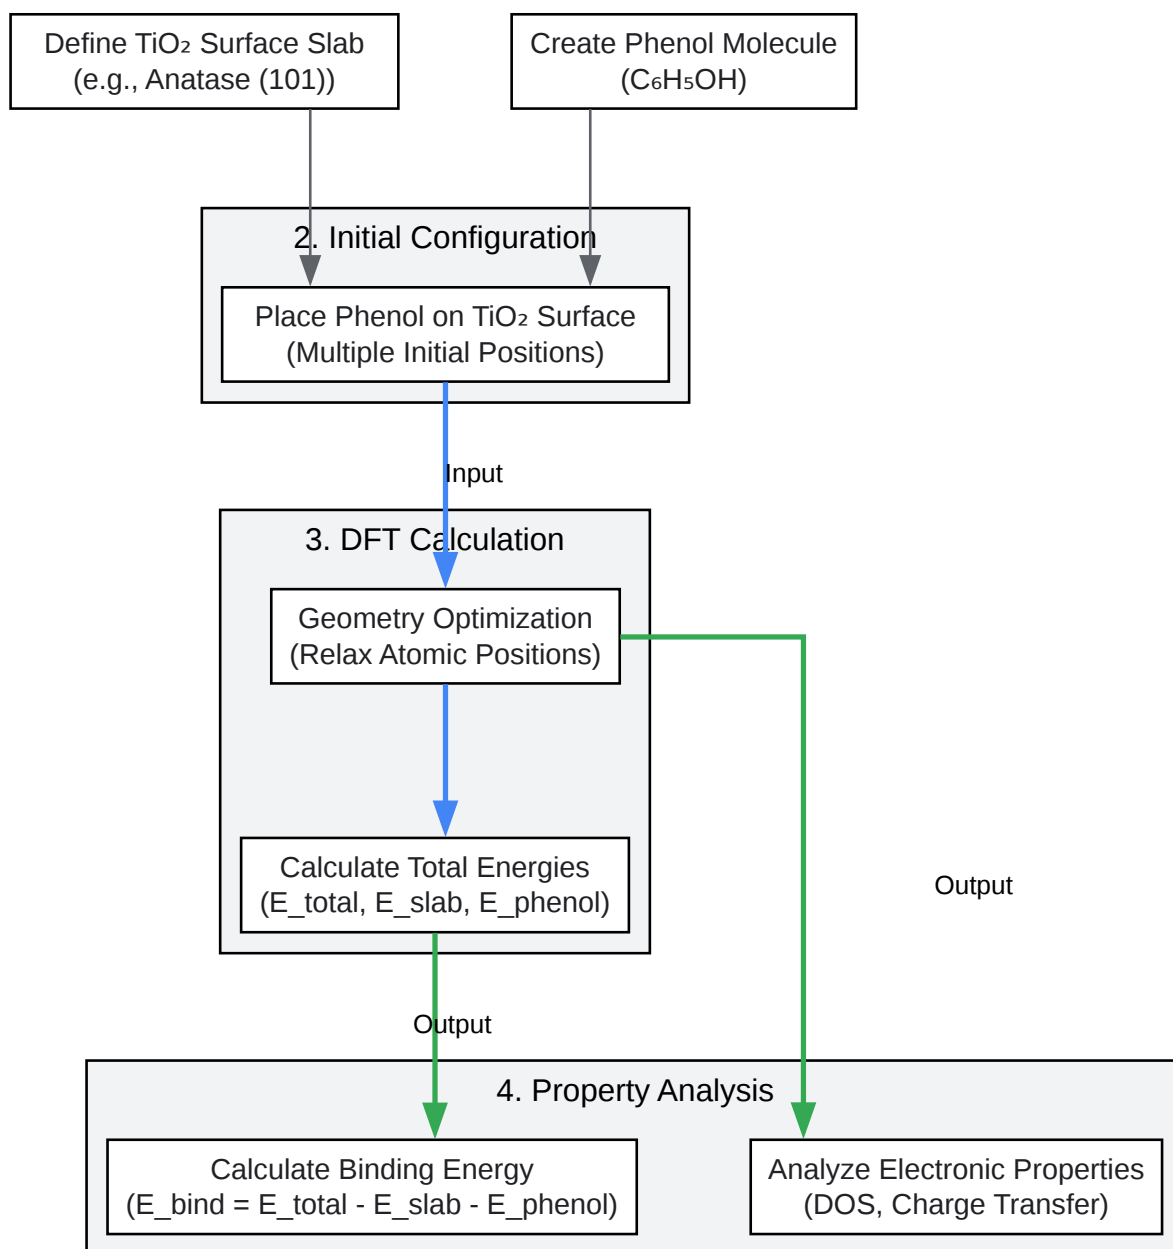 Define TiO₂ Surface Slab
(e.g., Anatase (101))
Create Phenol Molecule
(C₆H₅OH)
2. Initial Configuration
Place Phenol on TiO₂ Surface
(Multiple Initial Positions)
Input
3. DFT Calculation
Geometry Optimization
(Relax Atomic Positions)
Calculate Total Energies
(E_total, E_slab, E_phenol)
Output
Output
4. Property Analysis
Calculate Binding Energy
(E_bind = E_total - E_slab - E_phenol)
Analyze Electronic Properties
(DOS, Charge Transfer)